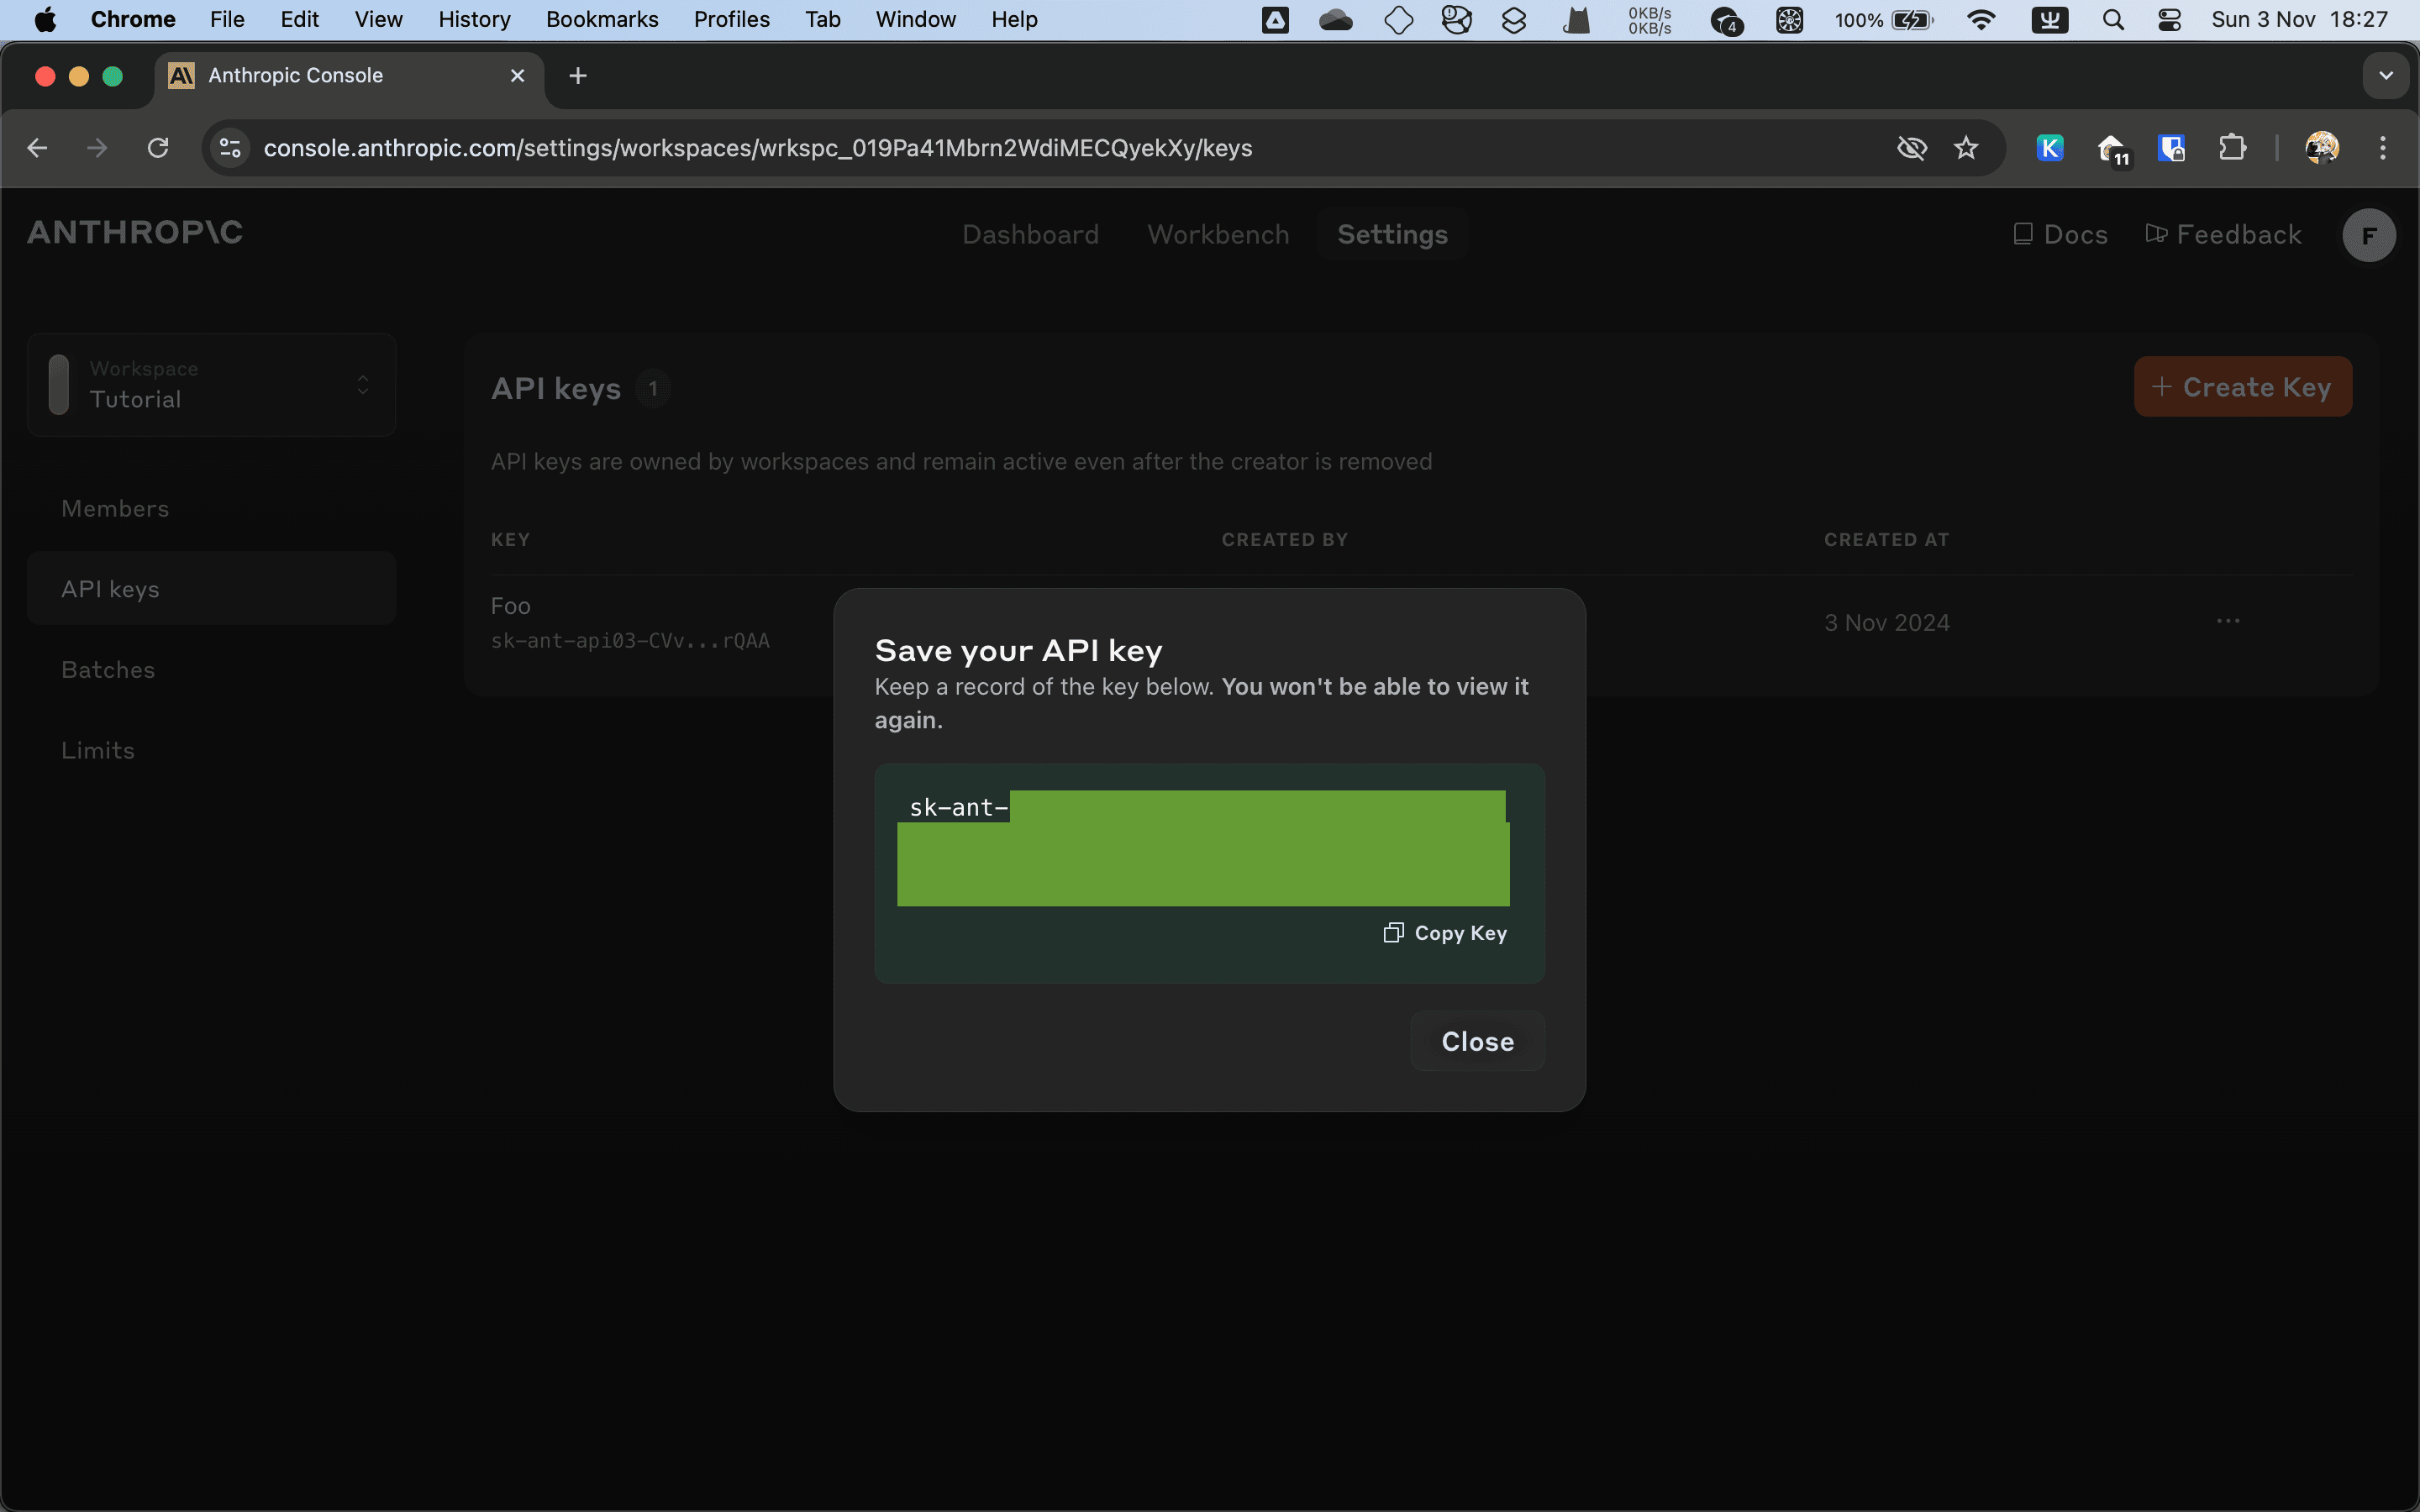 Chrome File Edit View History Bookmarks Profiles Tab Window Help 0KB/s 0KB/s 4 100% Sun 3 Nov 18:27
Anthropic Console
console.anthropic.com/settings/workspaces/wrkspc_019Pa41Mbrn2WdiMECQyekXy/keys K 11
ANTHROP\C Dashboard Workbench Settings Docs Feedback F
Workspace
Tutorial
Members
API keys
Batches
Limits
API keys 1
+ Create Key
API keys are owned by workspaces and remain active even after the creator is removed
KEY CREATED BY CREATED AT
Foo
sk-ant-api03-CVv...rQAA
3 Nov 2024
Save your API key
Keep a record of the key below. You won't be able to view it
again.
sk-ant-
Copy Key
Close